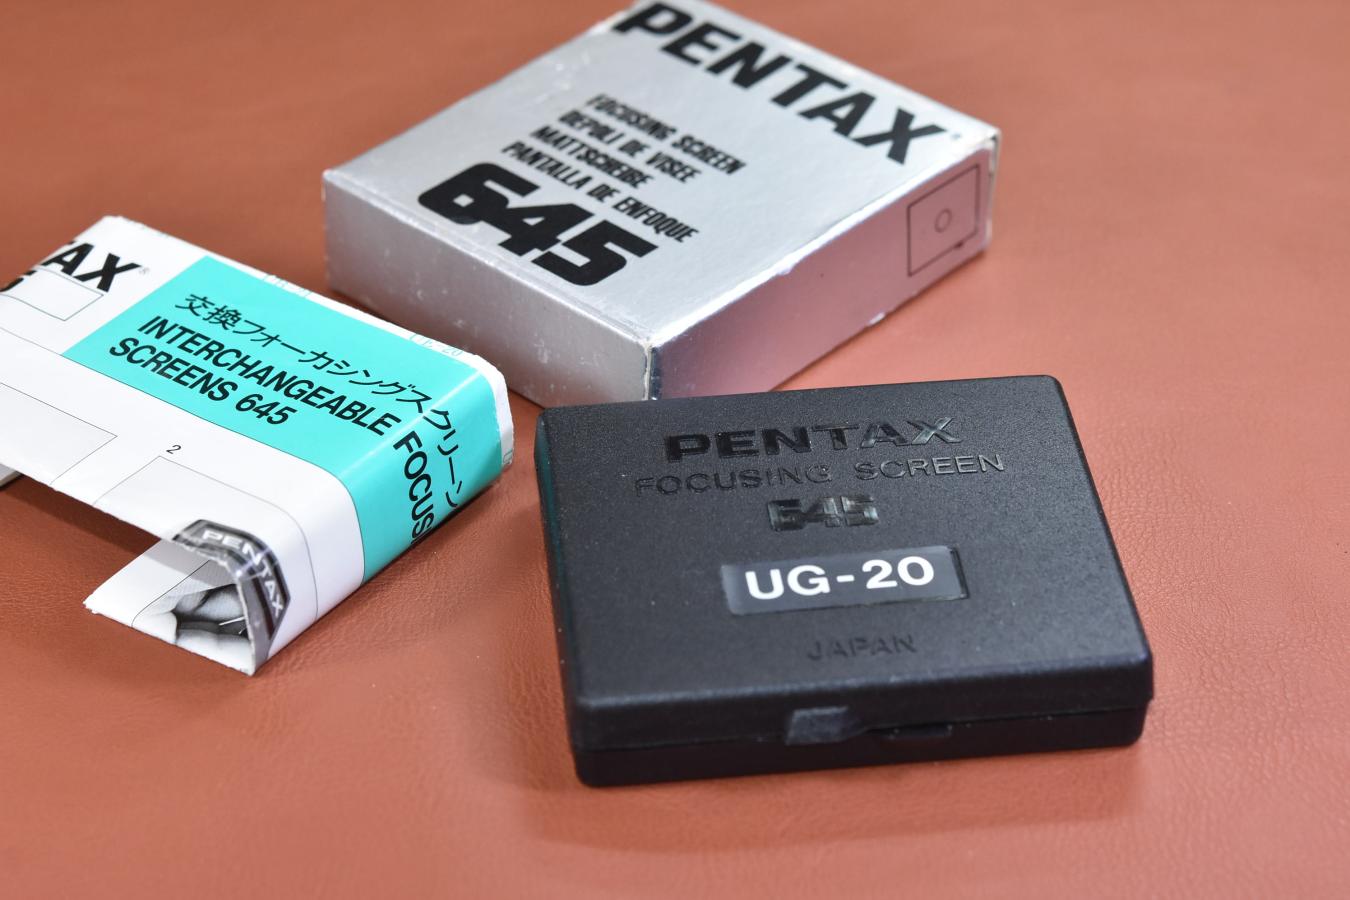 PENTAX®
FOCUSING SCREEN
DEPOLI DE VISEE
MATTSCHEIBE
PANTALLA DE ENFOQUE
645
TAX®
交換フォーカシングスクリーン
INTERCHANGEABLE FOCUS
SCREENS 645
2
PENTAX
PENTAX
FOCUSING SCREEN
645
UG-20
JAPAN